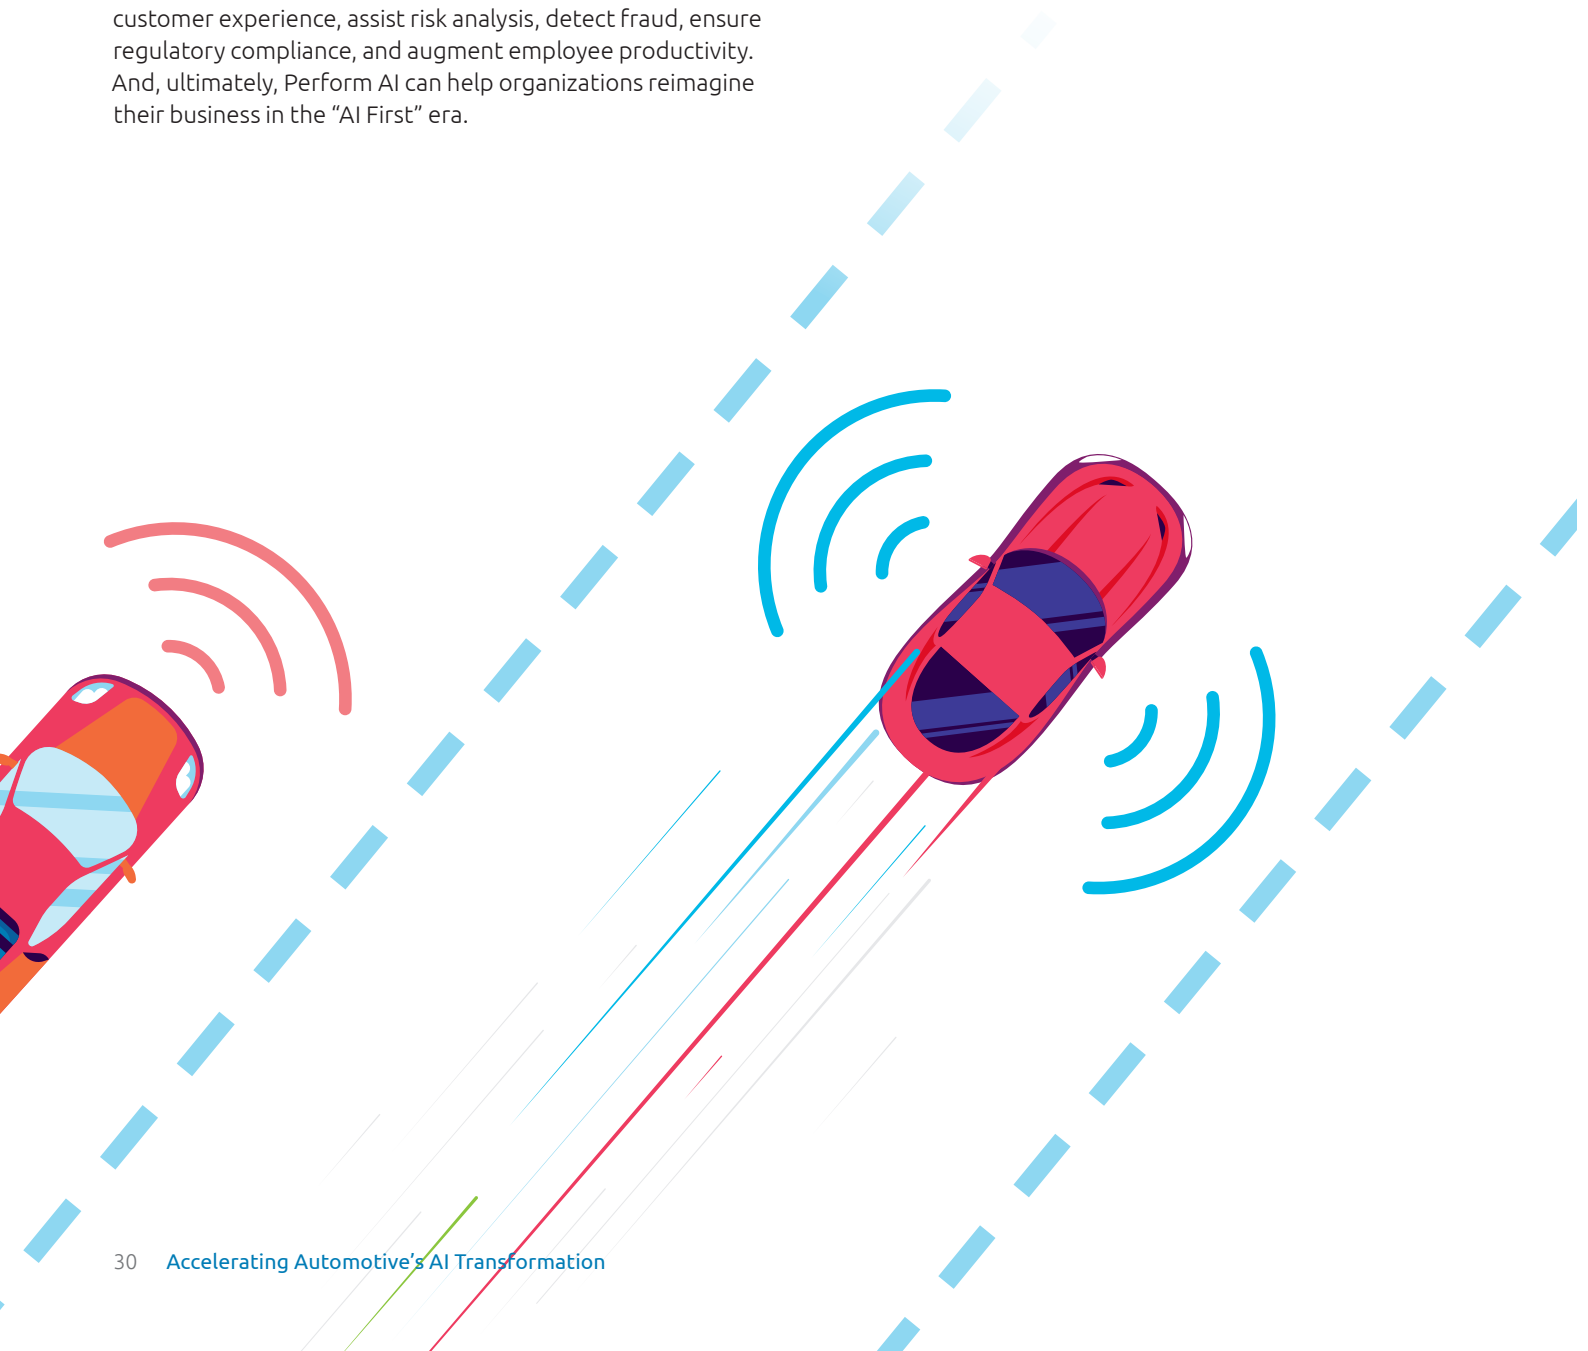 customer experience, assist risk analysis, detect fraud, ensure
regulatory compliance, and augment employee productivity.
And, ultimately, Perform AI can help organizations reimagine
their business in the “AI First” era.
30 Accelerating Automotive’s AI Transformation